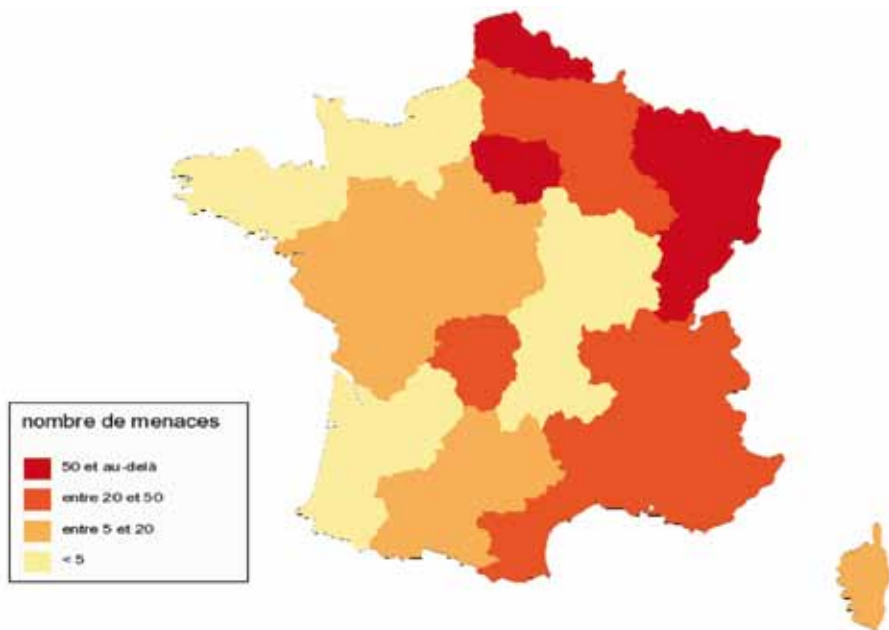 nombre de menaces
50 et au-delà
entre 20 et 50
entre 5 et 20
< 5